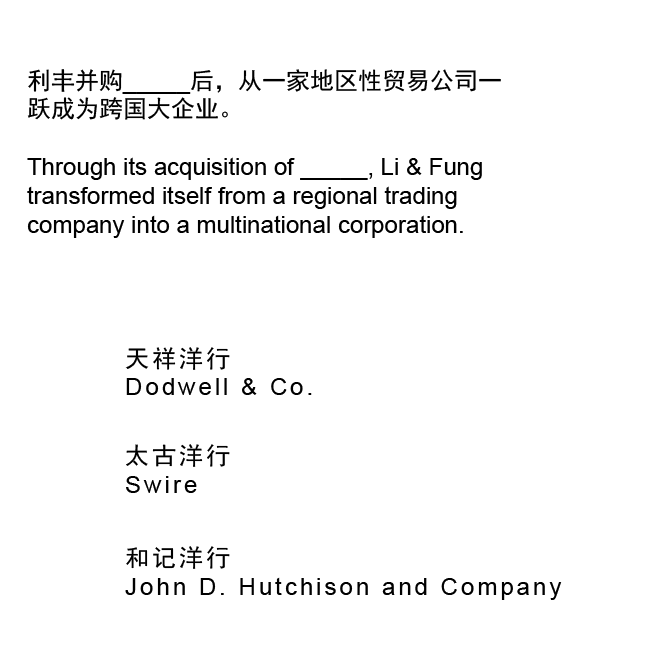 利丰并购_____后，从一家地区性贸易公司一
跃成为跨国大企业。
Through its acquisition of _____, Li & Fung
transformed itself from a regional trading
company into a multinational corporation.
天祥洋行
Dodwell & Co.
太古洋行
Swire
和记洋行
John D. Hutchison and Company